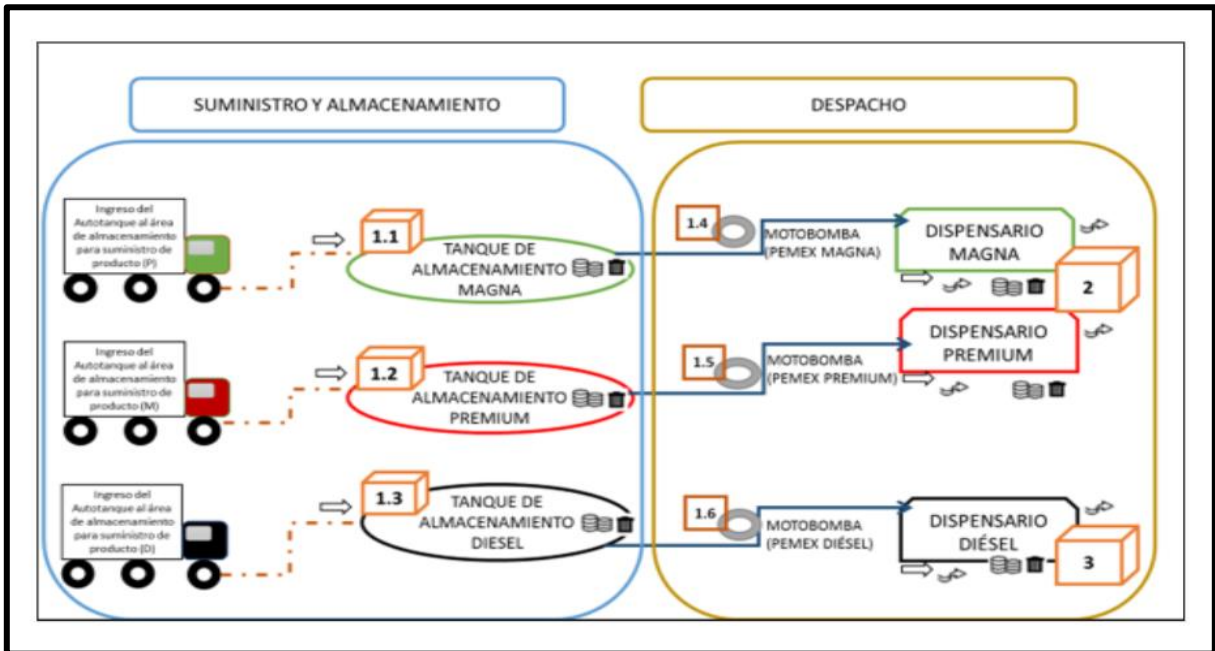 SUMINISTRO Y ALMACENAMIENTO
DESPACHO
Ingreso del
Autotanque al área
de almacenamiento
para suministro de
producto (P)
1.1
TANQUE DE
ALMACENAMIENTO
MAGNA
1.4
MOTOBOMBA
(PEMEX MAGNA)
DISPENSARIO
MAGNA
2
Ingreso del
Autotanque al área
de almacenamiento
para suministro de
producto (M)
1.2
TANQUE DE
ALMACENAMIENTO
PREMIUM
1.5
MOTOBOMBA
(PEMEX PREMIUM)
DISPENSARIO
PREMIUM
Ingreso del
Autotanque al área
de almacenamiento
para suministro de
producto (D)
1.3
TANQUE DE
ALMACENAMIENTO
DIESEL
1.6
MOTOBOMBA
(PEMEX DIÉSEL)
DISPENSARIO
DIÉSEL
3